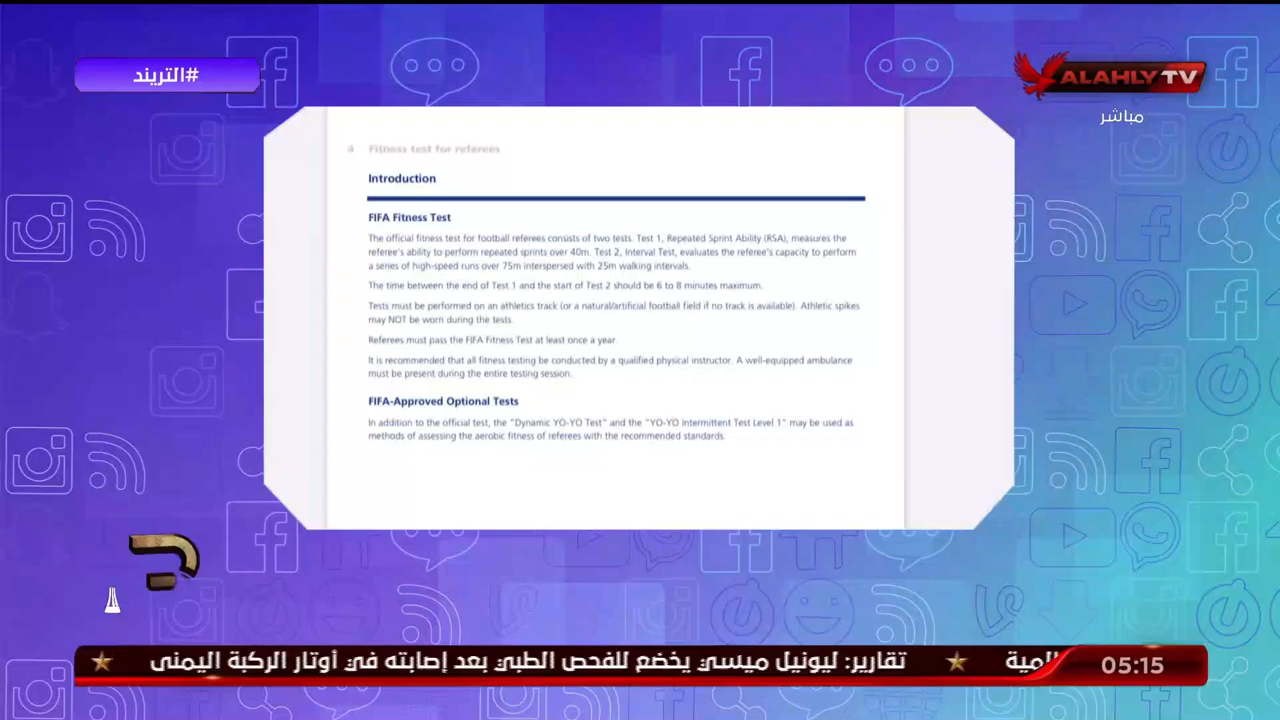 #التريند
ALAHLY TV
مباشر
4 Fitness test for referees
Introduction
FIFA Fitness Test
The official fitness test for football referees consists of two tests. Test 1, Repeated Sprint Ability (RSA), measures the
referee's ability to perform repeated sprints over 40m. Test 2, Interval Test, evaluates the referee's capacity to perform
a series of high-speed runs over 75m interspersed with 25m walking intervals.
The time between the end of Test 1 and the start of Test 2 should be 6 to 8 minutes maximum.
Tests must be performed on an athletics track (or a natural/artificial football field if no track is available). Athletic spikes
may NOT be worn during the tests.
Referees must pass the FIFA Fitness Test at least once a year.
It is recommended that all fitness testing be conducted by a qualified physical instructor. A well-equipped ambulance
must be present during the entire testing session.
FIFA-Approved Optional Tests
In addition to the official test, the "Dynamic YO-YO Test" and the "YO-YO Intermittent Test Level 1" may be used as
methods of assessing the aerobic fitness of referees with the recommended standards.
تقارير: ليونيل ميسي يخضع للفحص الطبي بعد إصابته في أوتار الركبة اليمنى
05:15